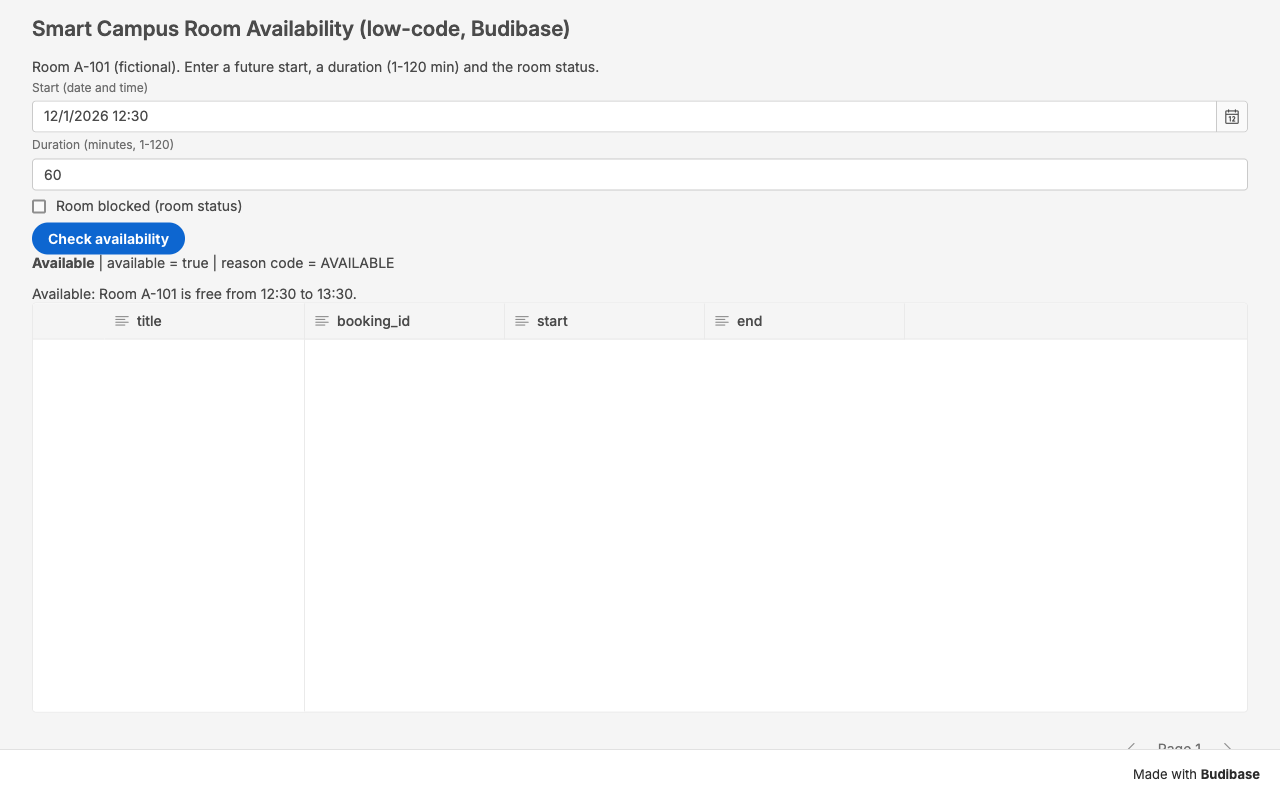 Smart Campus Room Availability (low-code, Budibase)
Room A-101 (fictional). Enter a future start, a duration (1-120 min) and the room status.
Start (date and time)
12/1/2026 12:30
12
Duration (minutes, 1-120)
60
Room blocked (room status)
Check availability
Available | available = true | reason code = AVAILABLE
Available: Room A-101 is free from 12:30 to 13:30.
title booking_id start end
Page 1
Made with Budibase